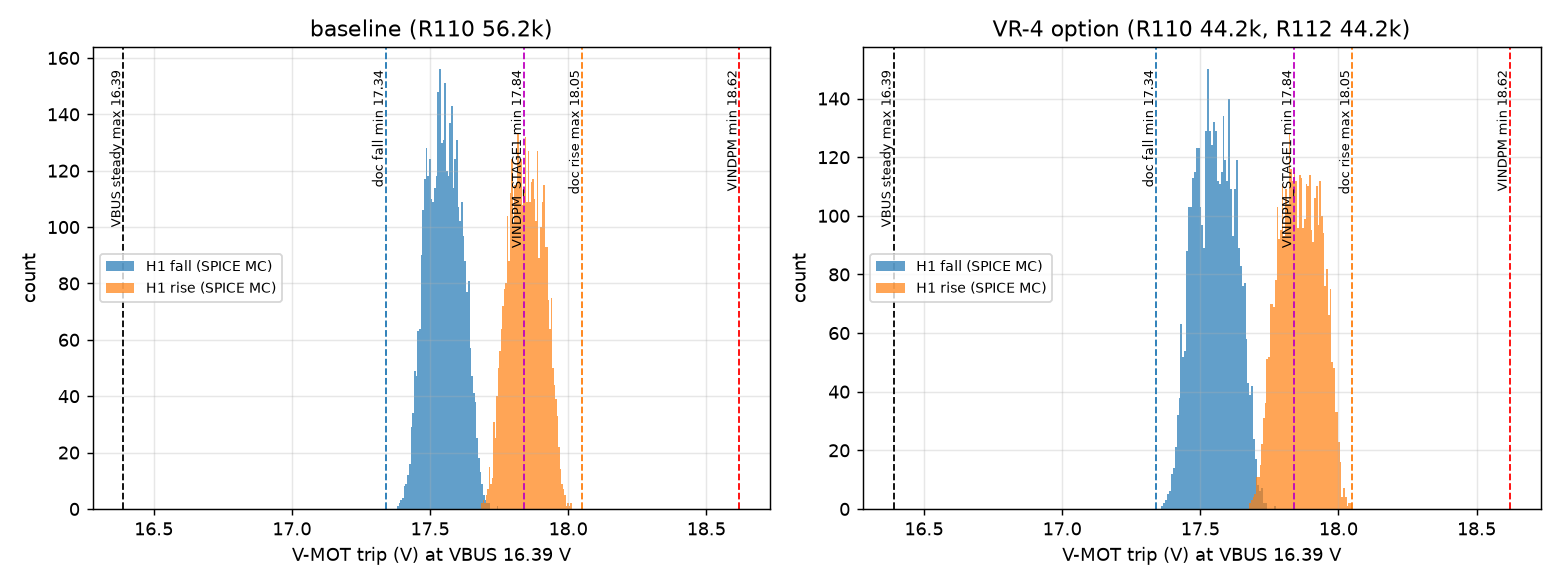 baseline (R110 56.2k)
160
140
120
100
80
60
40
20
0
count
VBUS steady max 16.39
doc fall min 17.34
VINDPM_STAGE1 min 17.84
doc rise max 18.05
VINDPM min 18.62
H1 fall (SPICE MC)
H1 rise (SPICE MC)
16.5
17.0
17.5
18.0
18.5
V-MOT trip (V) at VBUS 16.39 V
VR-4 option (R110 44.2k, R112 44.2k)
140
120
100
80
60
40
20
0
count
VBUS steady max 16.39
doc fall min 17.34
VINDPM_STAGE1 min 17.84
doc rise max 18.05
VINDPM min 18.62
H1 fall (SPICE MC)
H1 rise (SPICE MC)
16.5
17.0
17.5
18.0
18.5
V-MOT trip (V) at VBUS 16.39 V